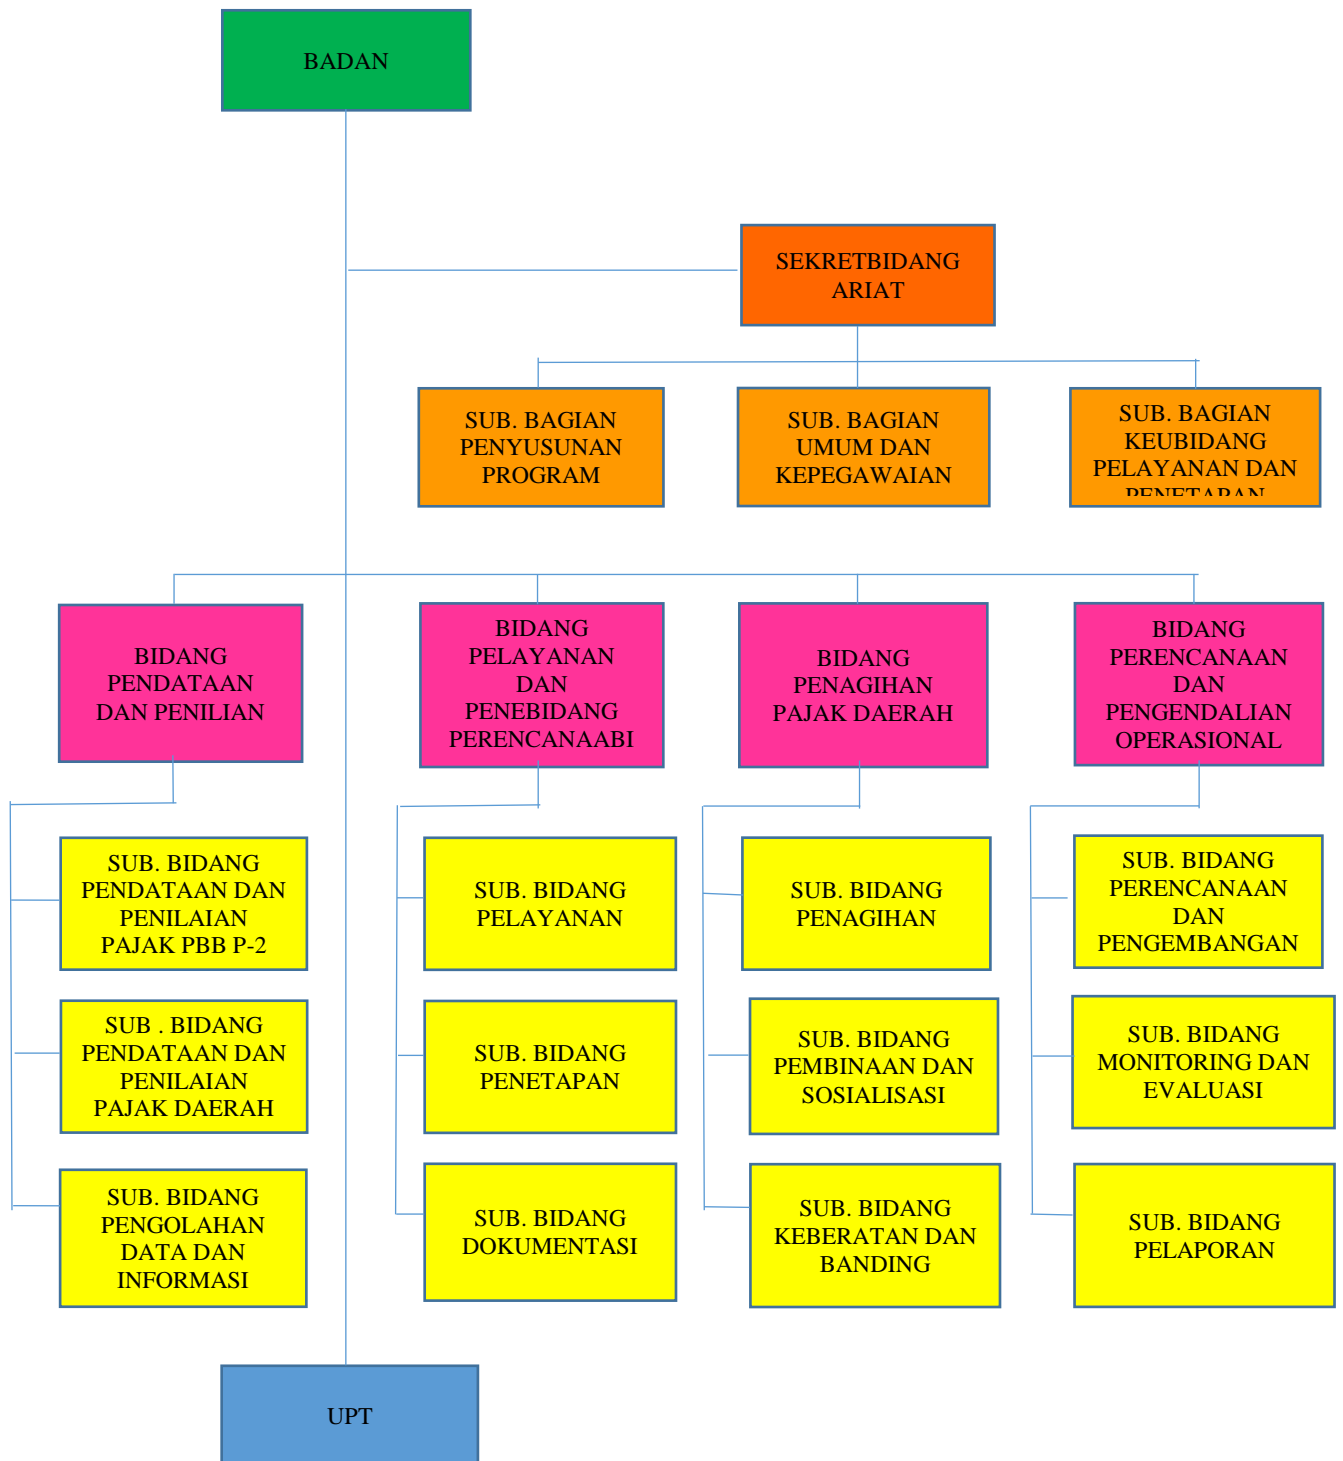 BADAN
SEKRETBIDANG
ARIAT
SUB. BAGIAN
PENYUSUNAN
PROGRAM
SUB. BAGIAN
UMUM DAN
KEPEGAWAIAN
SUB. BAGIAN
KEUBIDANG
PELAYANAN DAN
PENETAPAN
BIDANG
PENDATAAN
DAN PENILIAN
BIDANG
PELAYANAN
DAN
PENEBIDANG
PERENCANAABI
BIDANG
PENAGIHAN
PAJAK DAERAH
BIDANG
PERENCANAAN
DAN
PENGENDALIAN
OPERASIONAL
SUB. BIDANG
PENDATAAN DAN
PENILAIAN
PAJAK PBB P-2
SUB. BIDANG
PELAYANAN
SUB. BIDANG
PENAGIHAN
SUB. BIDANG
PERENCANAAN
DAN
PENGEMBANGAN
SUB . BIDANG
PENDATAAN DAN
PENILAIAN
PAJAK DAERAH
SUB. BIDANG
PENETAPAN
SUB. BIDANG
PEMBINAAN DAN
SOSIALISASI
SUB. BIDANG
MONITORING DAN
EVALUASI
SUB. BIDANG
PENGOLAHAN
DATA DAN
INFORMASI
SUB. BIDANG
DOKUMENTASI
SUB. BIDANG
KEBERATAN DAN
BANDING
SUB. BIDANG
PELAPORAN
UPT